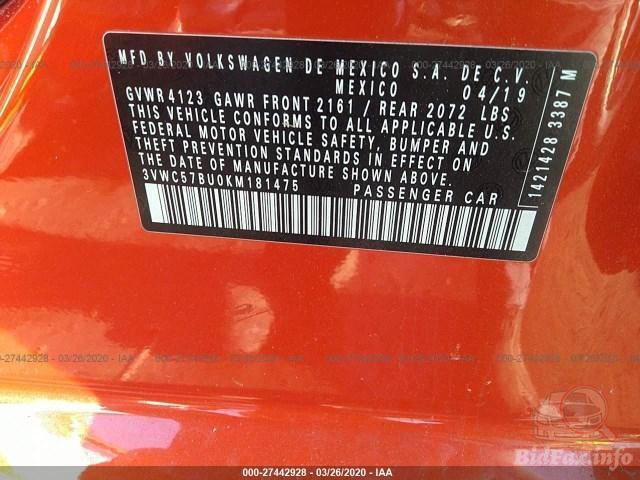 MFD BY VOLKSWAGEN DE MEXICO S.A. DE C.V.
MEXICO 04/19
GVWR 4123 GAWR FRONT 2161 / REAR 2072 LBS
THIS VEHICLE CONFORMS TO ALL APPLICABLE U.S.
FEDERAL MOTOR VEHICLE SAFETY, BUMPER AND
THEFT PREVENTION STANDARDS IN EFFECT ON
THE DATE OF MANUFACTURE SHOWN ABOVE.
3VWC57BU0KM181475 PASSENGER CAR
1421428 3387 M
000-27442928 - 03/26/2020 - IAA
BidFax.info